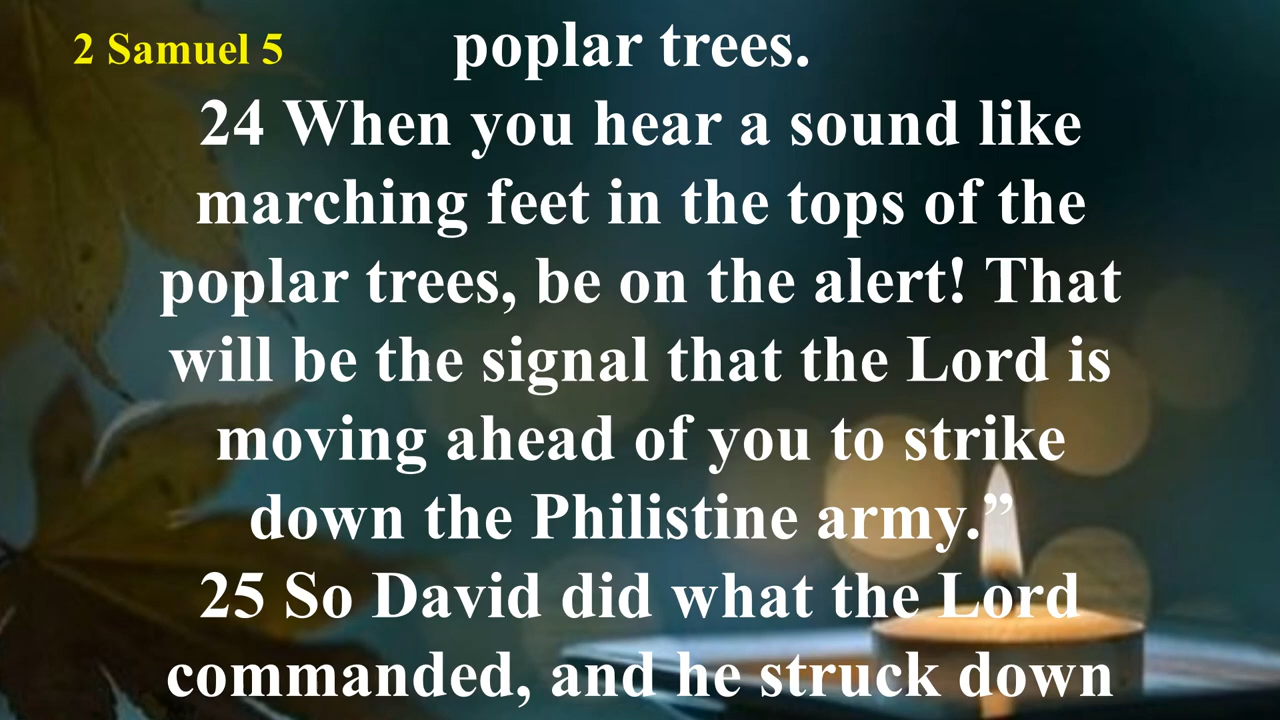 2 Samuel 5
poplar trees.
24 When you hear a sound like
marching feet in the tops of the
poplar trees, be on the alert! That
will be the signal that the Lord is
moving ahead of you to strike
down the Philistine army.”
25 So David did what the Lord
commanded, and he struck down